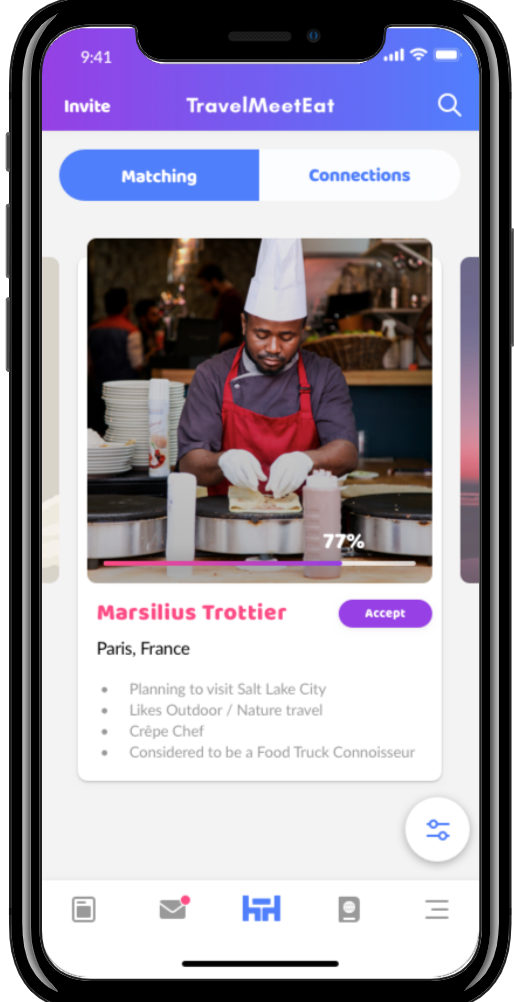 9:41
Invite
TravelMeetEat
Matching
Connections
77%
Marsilius Trottier
Accept
Paris, France
• Planning to visit Salt Lake City
• Likes Outdoor / Nature travel
• Crêpe Chef
• Considered to be a Food Truck Connoisseur